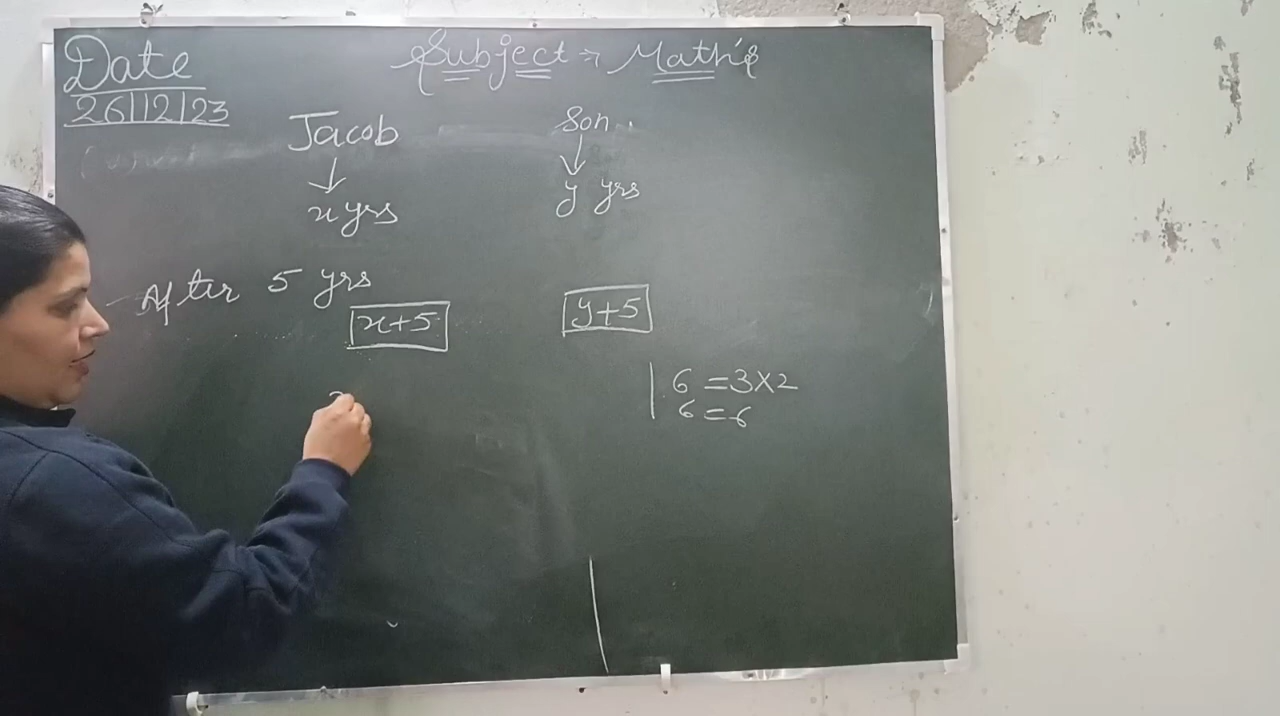 Date
Subject :- Math's
26/12/23
Jacob
Son.
x yrs
y yrs
After 5 yrs
x+5
y+5
6 = 3×2
6 = 6